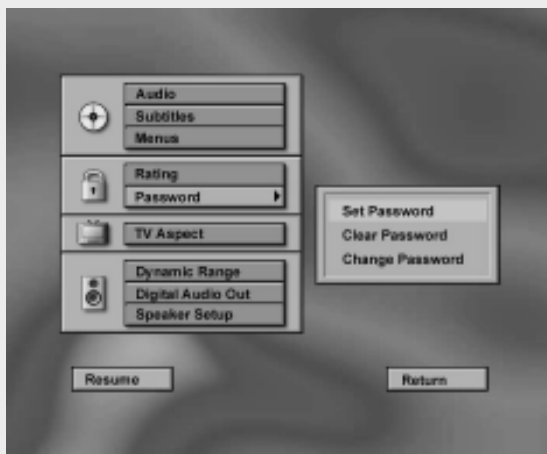 Audio
Subtitles
Menus
Rating
Password
TV Aspect
Dynamic Range
Digital Audio Out
Speaker Setup
Set Password
Clear Password
Change Password
Resume
Return